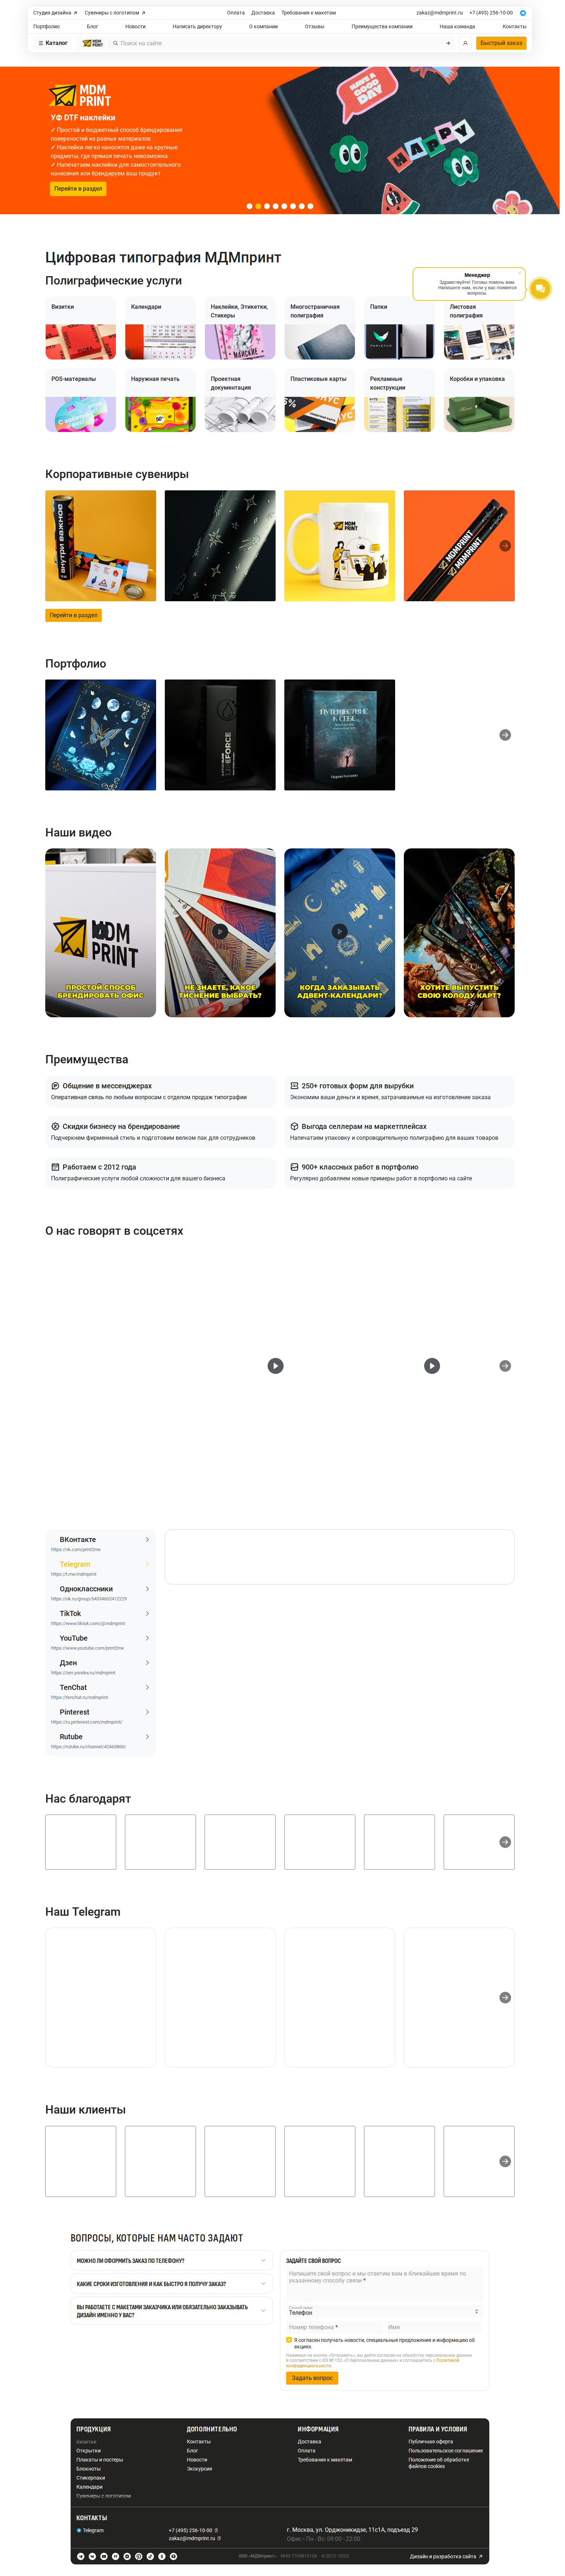 Студия дизайна
Сувениры с логотипом
Оплата
Доставка
Требования к макетам
zakaz@mdmprint.ru
+7 (495) 256-10-00
Портфолио
Блог
Новости
Написать директору
О компании
Отзывы
Преимущества компании
Наша команда
Контакты
Каталог
MDM PRINT
Поиск на сайте
Быстрый заказ
MDM
PRINT
УФ DTF наклейки
✔ Простой и бюджетный способ брендирования
поверхностей из разных материалов
✔ Наклейки легко наносятся даже на крупные
предметы, где прямая печать невозможна
✔ Напечатаем наклейки для самостоятельного
нанесения или брендируем ваш продукт
Перейти в раздел
HAVE A GOOD DAY
HAPPY
Цифровая типография МДМпринт
Полиграфические услуги
Менеджер
Здравствуйте! Готовы помочь вам.
Напишите нам, если у вас появятся
вопросы.
Визитки
Календари
Наклейки, Этикетки,
Стикеры
Многостраничная
полиграфия
Папки
Листовая
полиграфия
POS-материалы
Наружная печать
Проектная
документация
Пластиковые карты
Рекламные
конструкции
Коробки и упаковка
Корпоративные сувениры
внутри важное
MDM
PRINT
MDMPRINT
MDMPRINT
Перейти в раздел
Портфолио
LIFEFORCE
ПУТЕШЕСТВИЕ
К СЕБЕ
Наши видео
MDM
PRINT
ПРОСТОЙ СПОСОБ
БРЕНДИРОВАТЬ ОФИС
НЕ ЗНАЕТЕ, КАКОЕ
ТИСНЕНИЕ ВЫБРАТЬ?
КОГДА ЗАКАЗЫВАТЬ
АДВЕНТ-КАЛЕНДАРИ?
ХОТИТЕ ВЫПУСТИТЬ
СВОЮ КОЛОДУ КАРТ?
Преимущества
Общение в мессенджерах
Оперативная связь по любым вопросам с отделом продаж типографии
250+ готовых форм для вырубки
Экономим ваши деньги и время, затрачиваемые на изготовление заказа
Скидки бизнесу на брендирование
Подчеркнем фирменный стиль и подготовим велком пак для сотрудников
Выгода селлерам на маркетплейсах
Напечатаем упаковку и сопроводительную полиграфию для ваших товаров
Работаем с 2012 года
Полиграфические услуги любой сложности для вашего бизнеса
900+ классных работ в портфолио
Регулярно добавляем новые примеры работ в портфолио на сайте
О нас говорят в соцсетях
ВКонтакте
https://vk.com/print2me
Telegram
https://t.me/mdmprint
Одноклассники
https://ok.ru/group/54034602412229
TikTok
https://www.tiktok.com/@mdmprint
YouTube
https://www.youtube.com/print2me
Дзен
https://zen.yandex.ru/mdmprint
TenChat
https://tenchat.ru/mdmprint
Pinterest
https://ru.pinterest.com/mdmprint/
Rutube
Нас благодарят
Наш Telegram
Наши клиенты
ВОПРОСЫ, КОТОРЫЕ НАМ ЧАСТО ЗАДАЮТ
МОЖНО ЛИ ОФОРМИТЬ ЗАКАЗ ПО ТЕЛЕФОНУ?
КАКИЕ СРОКИ ИЗГОТОВЛЕНИЯ И КАК БЫСТРО Я ПОЛУЧУ ЗАКАЗ?
ВЫ РАБОТАЕТЕ С МАКЕТАМИ ЗАКАЗЧИКА ИЛИ ОБЯЗАТЕЛЬНО ЗАКАЗЫВАТЬ
ДИЗАЙН ИМЕННО У ВАС?
ЗАДАЙТЕ СВОЙ ВОПРОС
Напишите свой вопрос и мы ответим вам в ближайшее время по
указанному способу связи *
Способ связи
Телефон
Номер телефона *
Имя
Я согласен получать новости, специальные предложения и информацию об
акциях.
Нажимая на кнопку «Отправить», вы даёте согласие на обработку персональных данных
в соответствии с ФЗ № 152 «О персональных данных» и соглашаетесь с Политикой
конфиденциальности
Задать вопрос
ПРОДУКЦИЯ
Визитки
Открытки
Плакаты и постеры
Блокноты
Стикерпаки
Календари
Сувениры с логотипом
ДОПОЛНИТЕЛЬНО
Контакты
Блог
Экскурсия
ИНФОРМАЦИЯ
Доставка
Оплата
Требования к макетам
ПРАВИЛА И УСЛОВИЯ
Публичная оферта
Пользовательское соглашение
Положение об обработке
файлов cookies
КОНТАКТЫ
Telegram
+7 (495) 256-10-00
zakaz@mdmprint.ru
г. Москва, ул. Орджоникидзе, 11с1А, подъезд 29
Офис - Пн - Вс: 09:00 - 22:00
ООО «МДМпринт»
© 2012–2025
Дизайн и разработка сайта